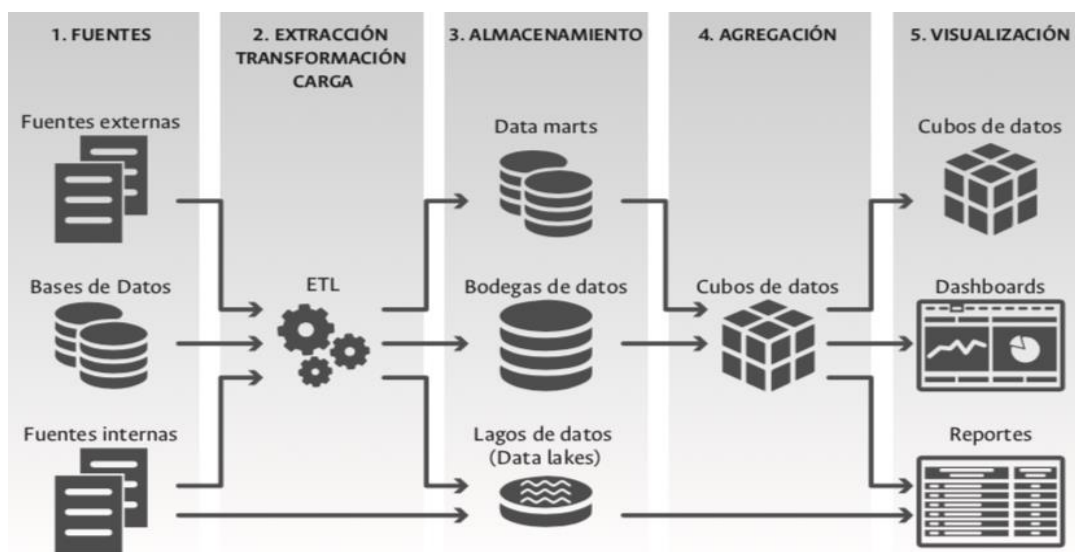 1. FUENTES
2. EXTRACCIÓN
TRANSFORMACIÓN
CARGA
3. ALMACENAMIENTO
4. AGREGACIÓN
5. VISUALIZACIÓN
Fuentes externas
Data marts
Cubos de datos
Bases de Datos
ETL
Bodegas de datos
Cubos de datos
Dashboards
Fuentes internas
Lagos de datos
(Data lakes)
Reportes